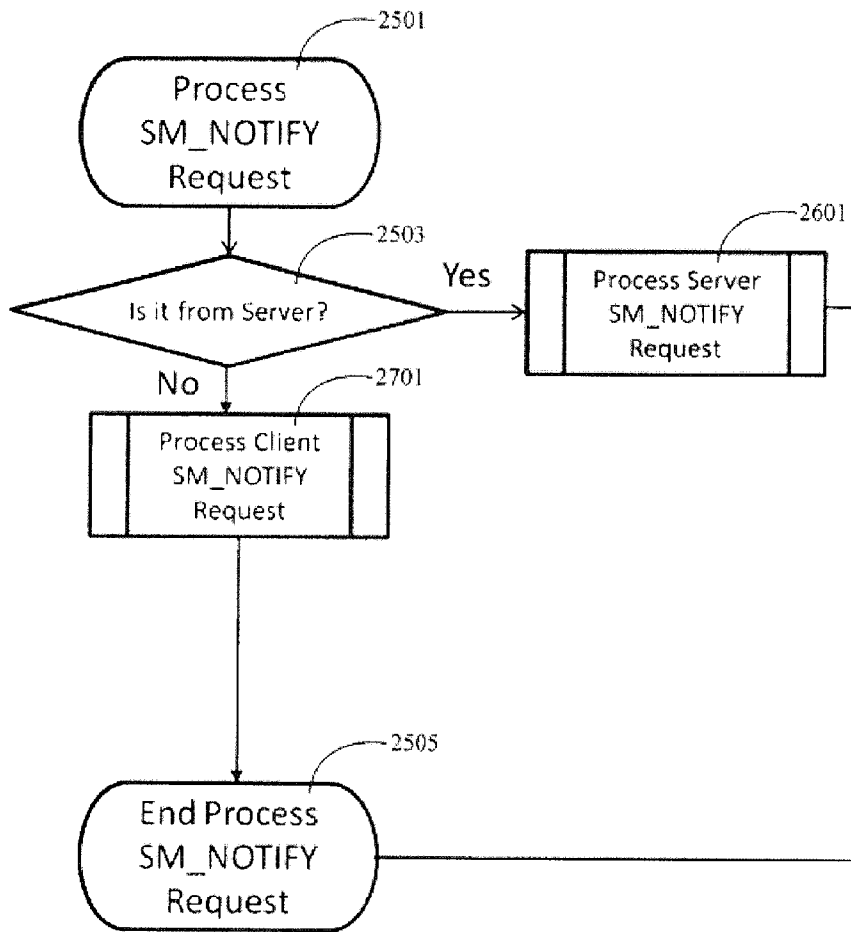 2501
Process
SM_NOTIFY
Request
2503
Is it from Server?
Yes
2601
Process Server
SM_NOTIFY
Request
No
2701
Process Client
SM_NOTIFY
Request
2505
End Process
SM_NOTIFY
Request